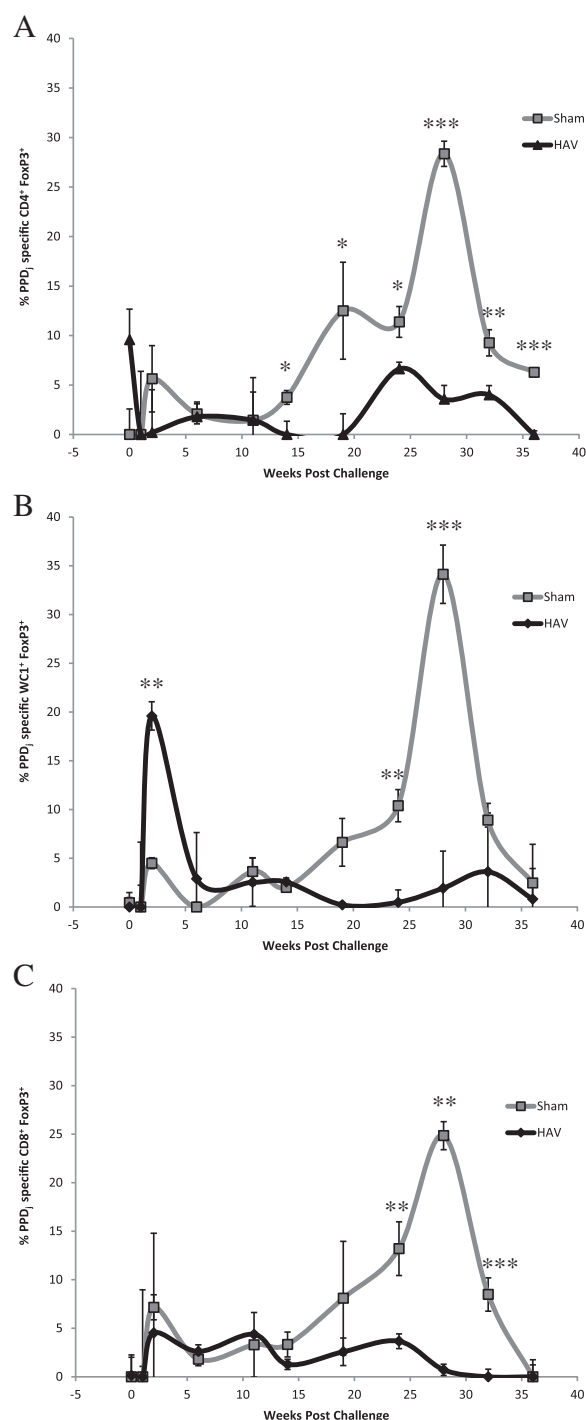 A
40
35
30
25
20
15
10
5
0
% PPDj specific CD4+ FoxP3+
***
*
*
*
**
***
Sham
HAV
-5 0 5 10 15 20 25 30 35 40
Weeks Post Challenge
B
40
35
30
25
20
15
10
5
0
% PPDj specific WC1+ FoxP3+
***
**
**
Sham
HAV
-5 0 5 10 15 20 25 30 35 40
Weeks Post Challenge
C
40
35
30
25
20
15
10
5
0
% PPDj specific CD8+ FoxP3+
**
**
***
Sham
HAV
-5 0 5 10 15 20 25 30 35 40
Weeks Post Challenge